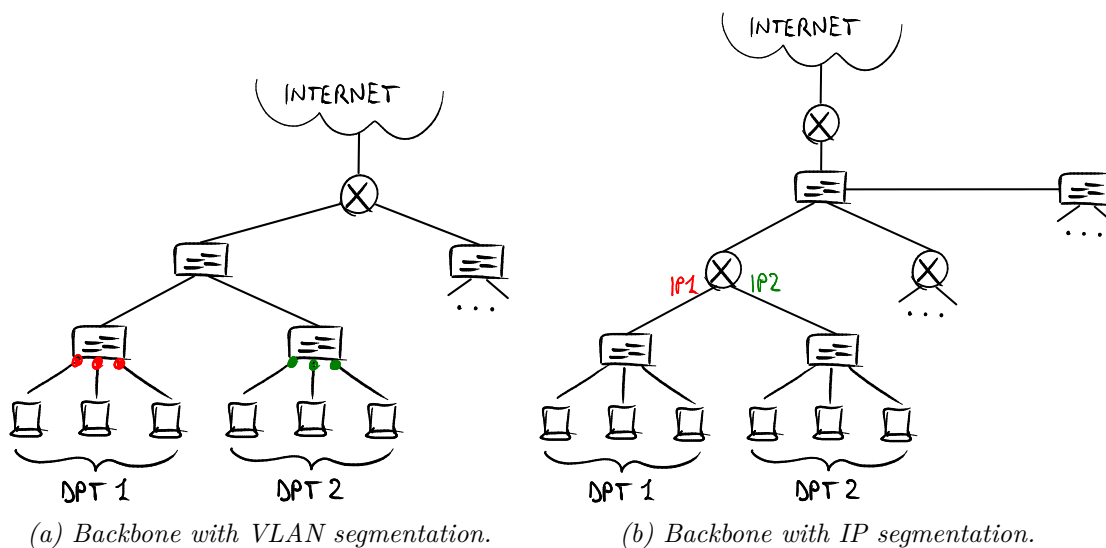 INTERNET
DPT 1
DPT 2
(a) Backbone with VLAN segmentation.
INTERNET
...
IP1
IP2
...
DPT 1
DPT 2
(b) Backbone with IP segmentation.